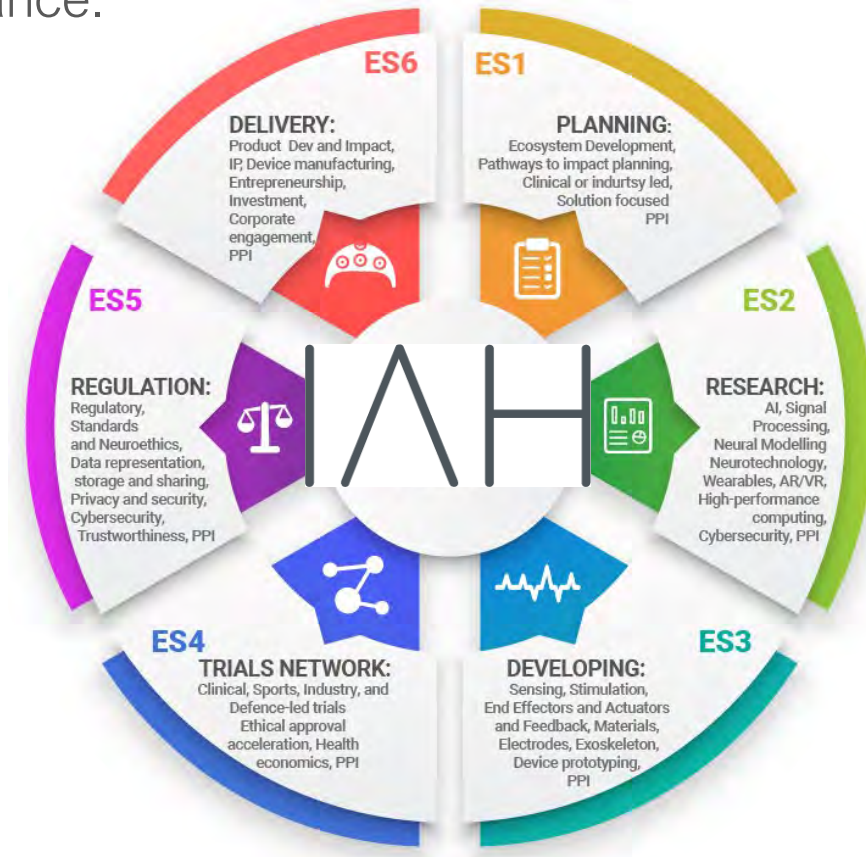 ance.
ES6
DELIVERY:
Product Dev and Impact,
IP, Device manufacturing,
Entrepreneurship,
Investment,
Corporate
engagement,
PPI
ES1
PLANNING:
Ecosystem Development,
Pathways to impact planning,
Clinical or indurtsy led,
Solution focused
PPI
ES5
REGULATION:
Regulatory,
Standards
and Neuroethics,
Data representation,
storage and sharing,
Privacy and security,
Cybersecurity,
Trustworthiness, PPI
IAH
ES2
RESEARCH:
AI, Signal
Processing,
Neural Modelling
Neurotechnology,
Wearables, AR/VR,
High-performance
computing,
Cybersecurity, PPI
ES4
TRIALS NETWORK:
Clinical, Sports, Industry, and
Defence-led trials
Ethical approval
acceleration, Health
economics, PPI
ES3
DEVELOPING:
Sensing, Stimulation,
End Effectors and Actuators
and Feedback, Materials,
Electrodes, Exoskeleton,
Device prototyping,
PPI